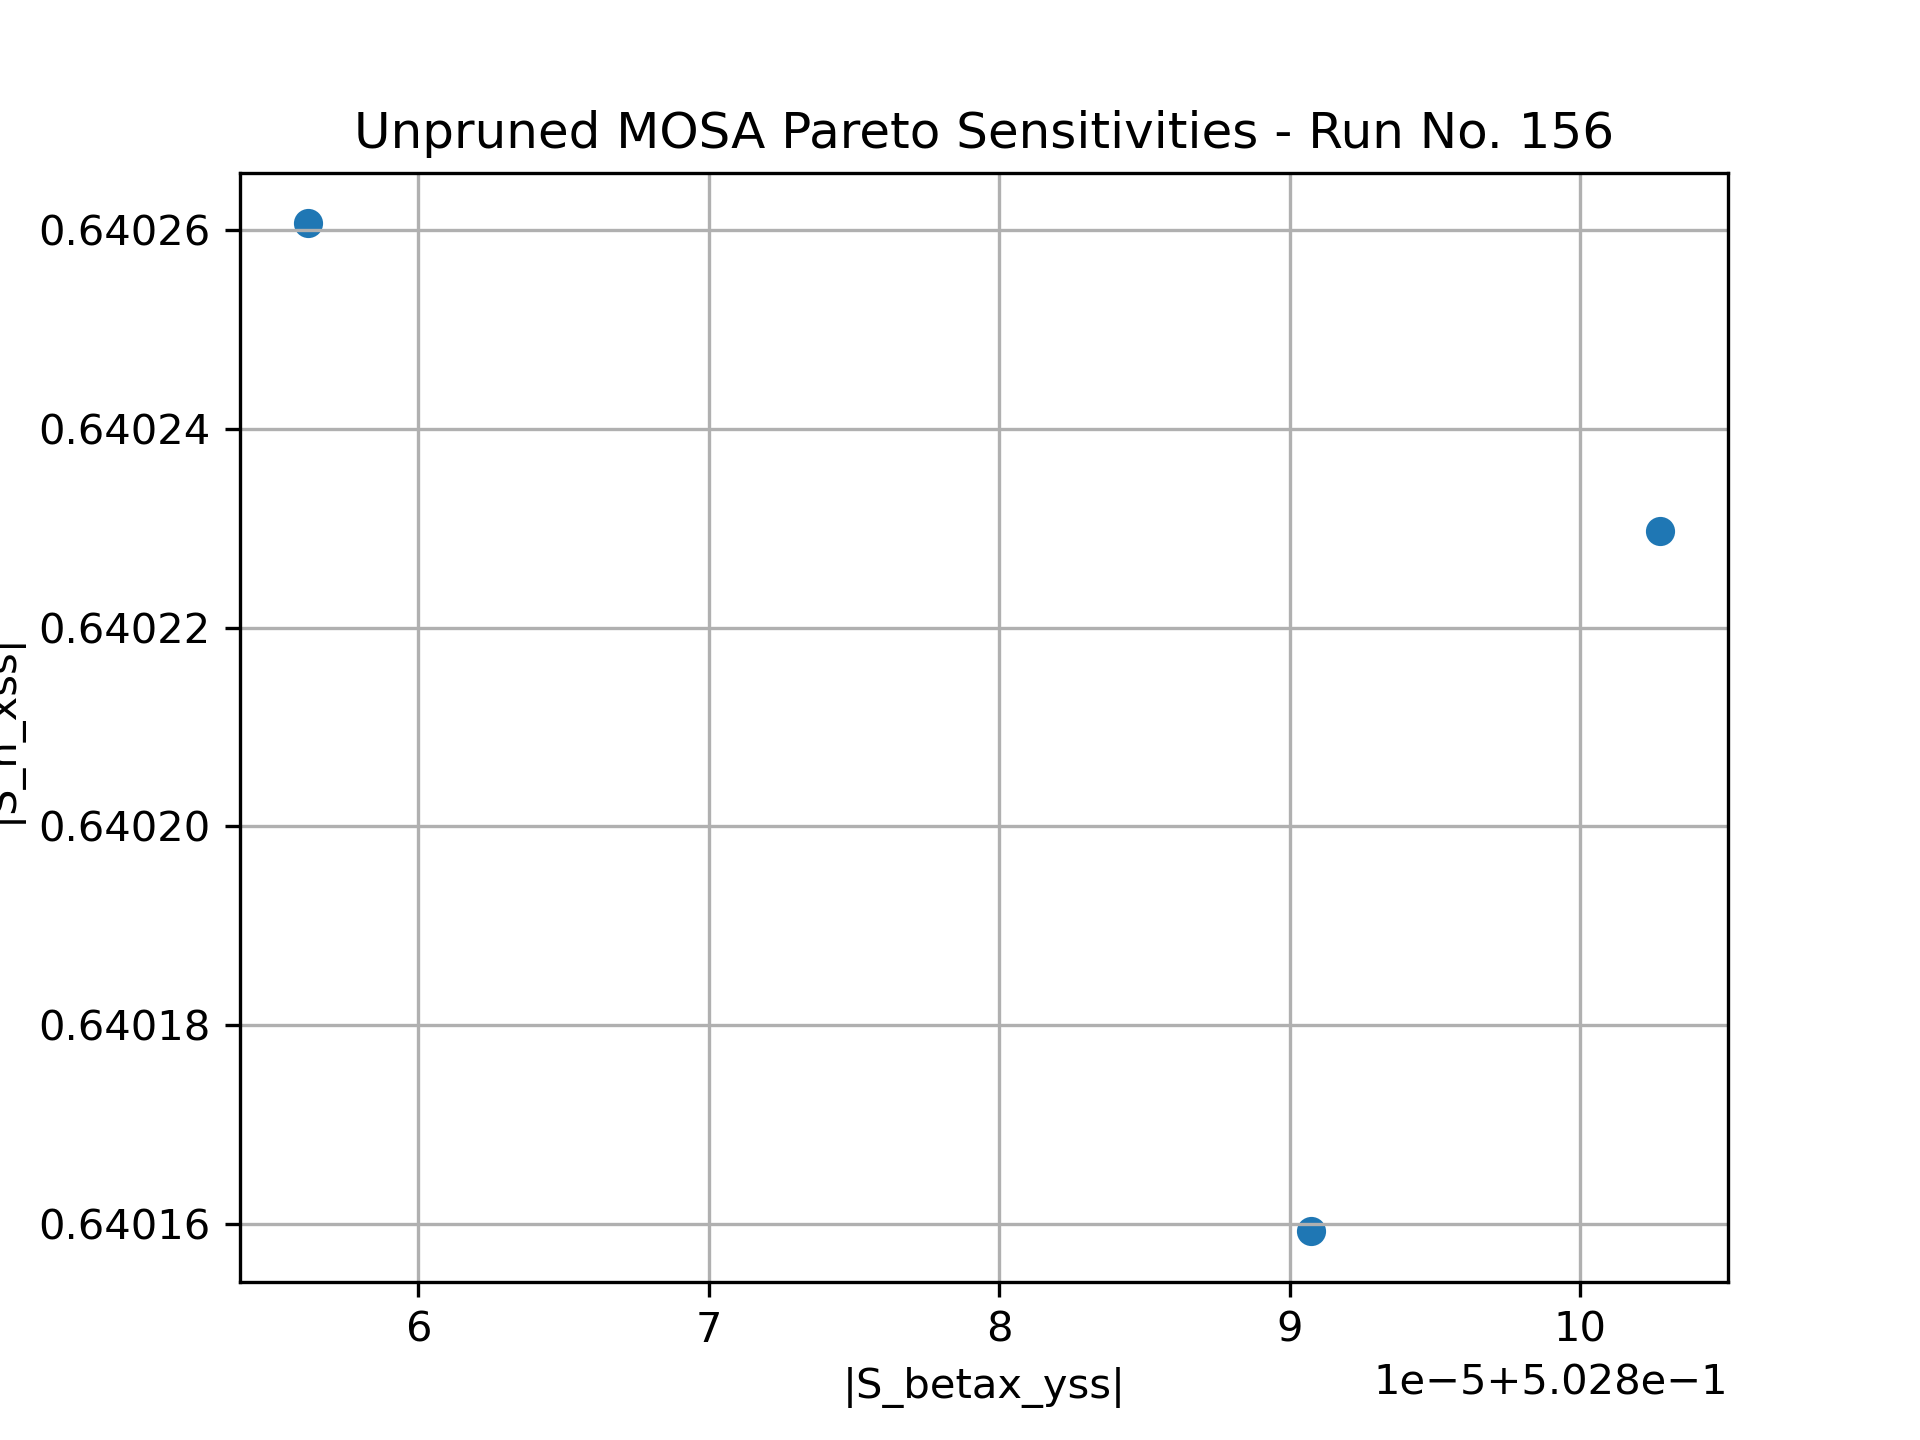 Unpruned MOSA Pareto Sensitivities - Run No. 156
0.64026
0.64024
0.64022
0.64020
0.64018
0.64016
6 7 8 9 10
1e−5+5.028e−1
|S_betax_yss|